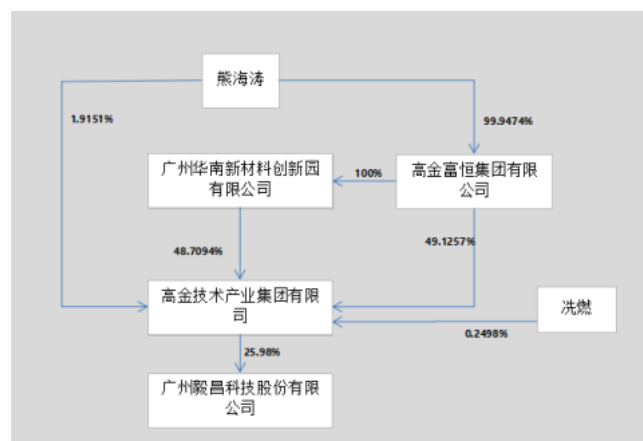 熊海涛
1.9151%
99.9474%
广州华南新材料创新园
有限公司
100%
高金富恒集团有限
公司
48.7094%
49.1257%
高金技术产业集团有限公
司
冼燃
0.2498%
25.98%
广州毅昌科技股份有限
公司